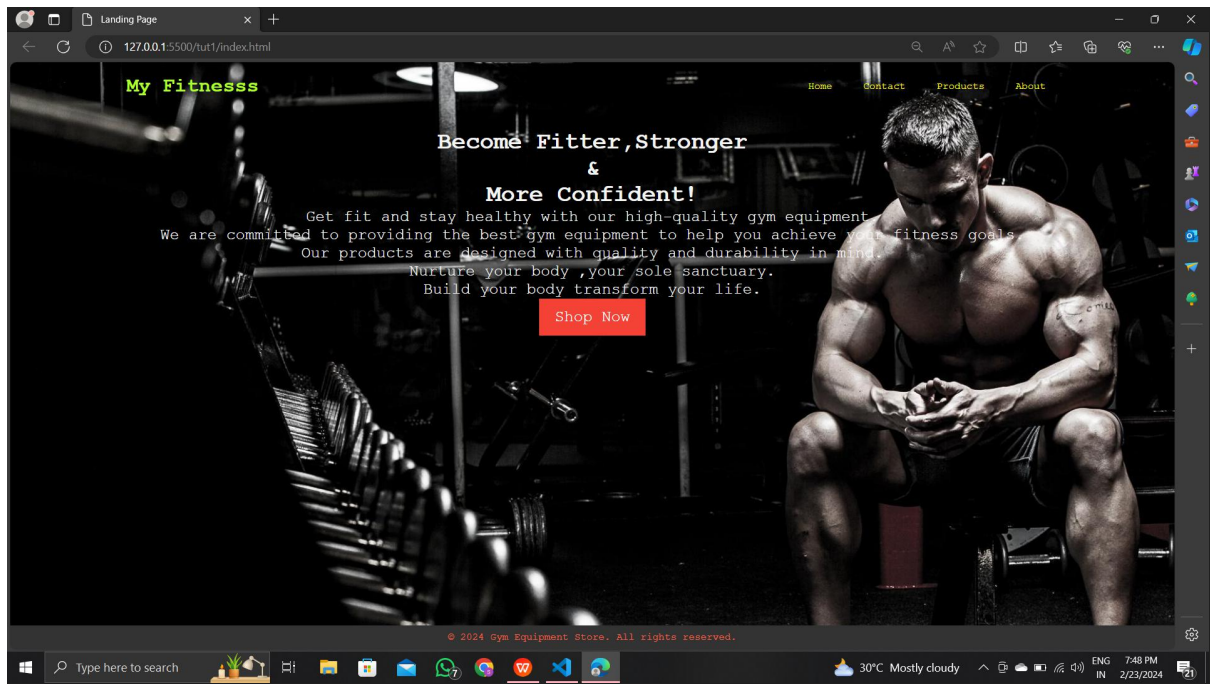 Landing Page
127.0.0.1:5500/tut1/index.html
My Fitnesss
Home Contact Products About
Become Fitter,Stronger
&
More Confident!
Get fit and stay healthy with our high-quality gym equipment
We are committed to providing the best gym equipment to help you achieve your fitness goals.
Our products are designed with quality and durability in mind.
Nurture your body ,your sole sanctuary.
Build your body transform your life.
Shop Now
© 2024 Gym Equipment Store. All rights reserved.
Type here to search
7
30°C Mostly cloudy
ENG
IN
7:48 PM
2/23/2024
21